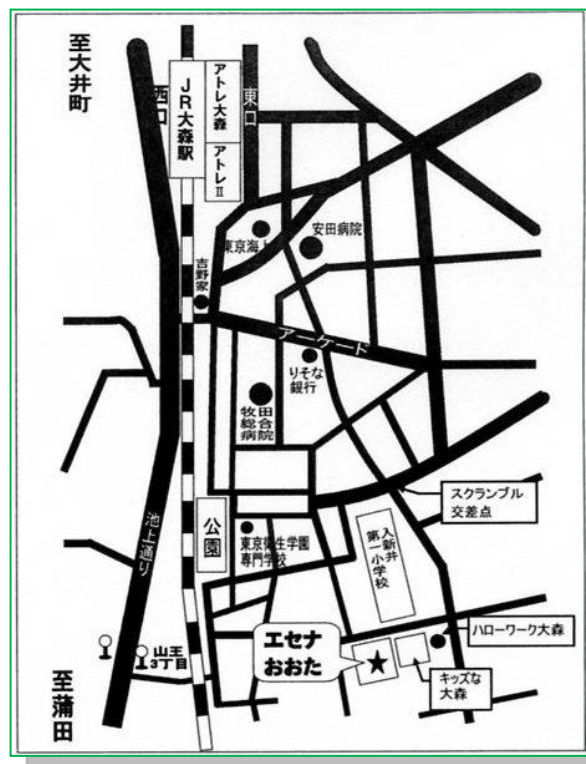 至大井町
西口
JR大森駅
アトレ大森
アトレⅡ
東口
東京海上
安田病院
吉野家
アーケード
りそな
銀行
牧田
総合
病院
スクランブル
交差点
公園
東京衛生学園
専門学校
入新井
第一小学校
池上通り
ハローワーク大森
エセナ
おおた
山王
3丁目
キッズな
大森
至蒲田